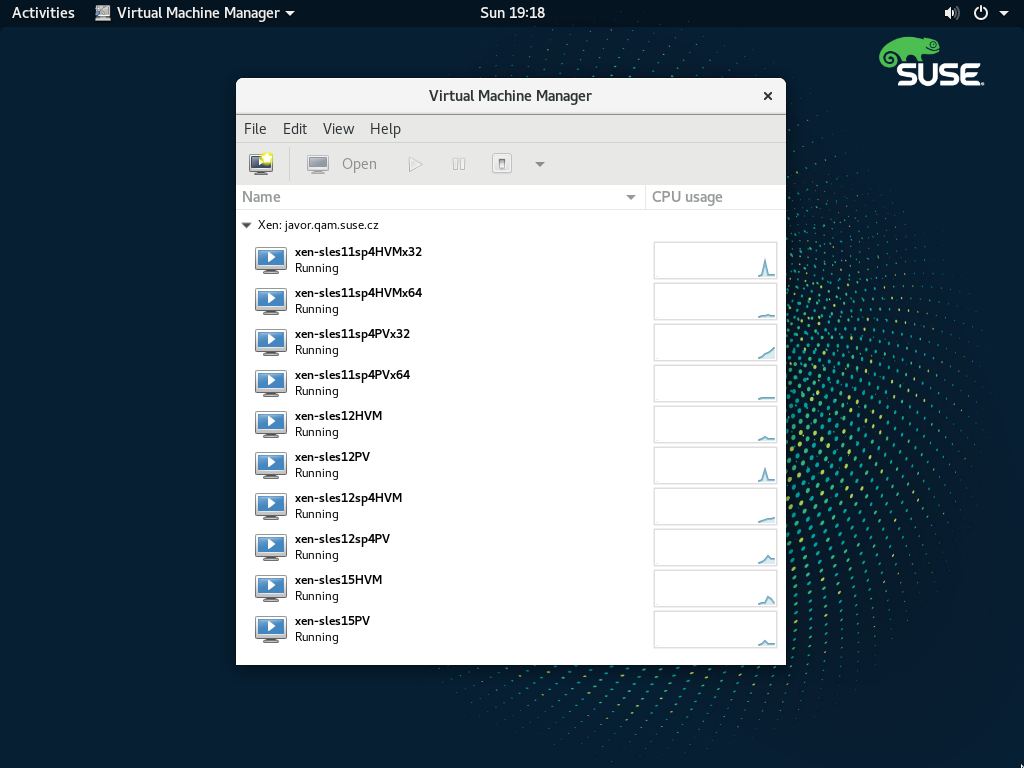 Activities Virtual Machine Manager Sun 19:18
SUSE
Virtual Machine Manager
File Edit View Help
Open
Name CPU usage
Xen: javor.qam.suse.cz
xen-sles11sp4HVMx32
Running
xen-sles11sp4HVMx64
Running
xen-sles11sp4PVx32
Running
xen-sles11sp4PVx64
Running
xen-sles12HVM
Running
xen-sles12PV
Running
xen-sles12sp4HVM
Running
xen-sles12sp4PV
Running
xen-sles15HVM
Running
xen-sles15PV
Running